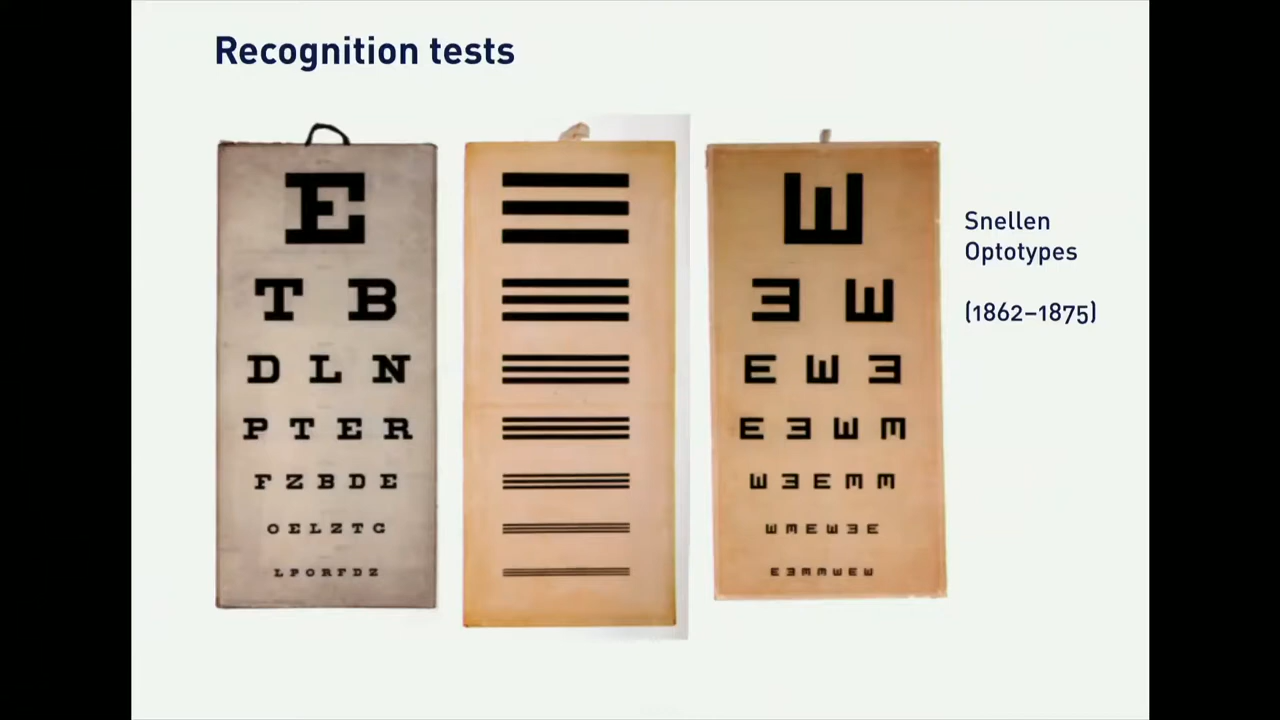 Recognition tests
E
T B
D L N
P T E R
F Z B D E
O E L Z T G
L P O R F D Z
Snellen
Optotypes
(1862–1875)